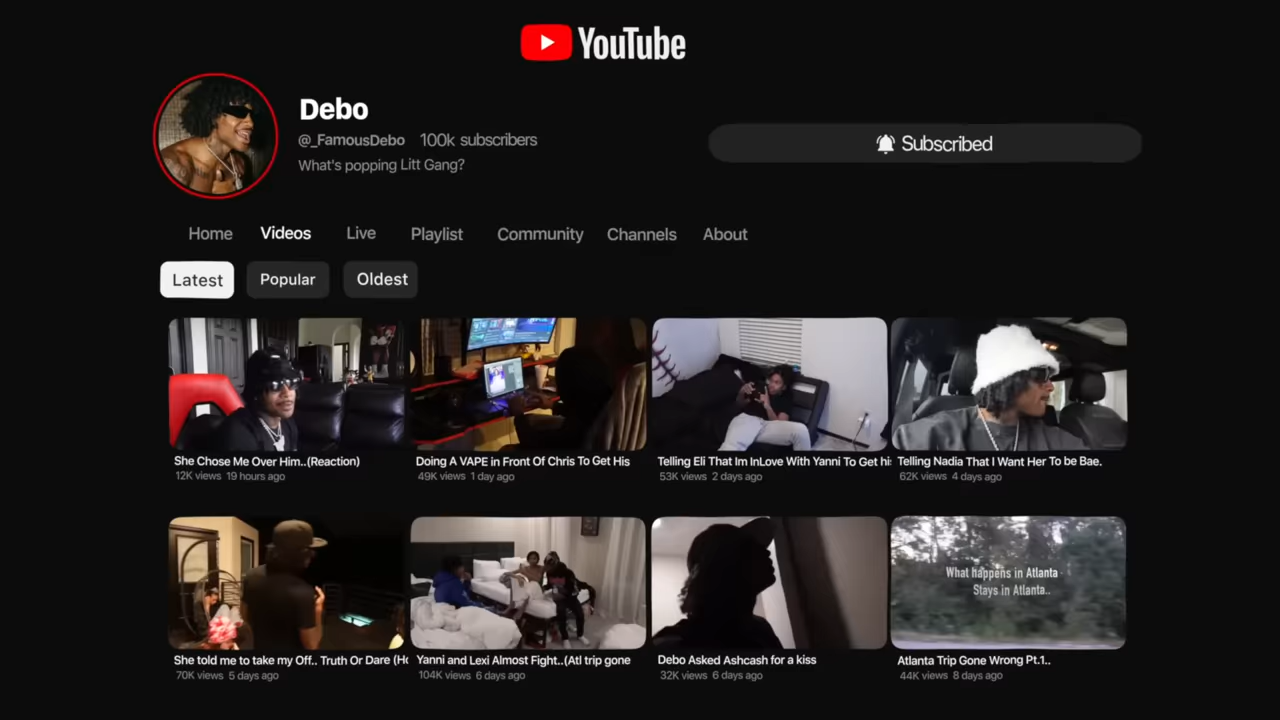 YouTube
Debo
@_FamousDebo 100k subscribers
Subscribed
What's popping Litt Gang?
Home Videos Live Playlist Community Channels About
Latest Popular Oldest
She Chose Me Over Him..(Reaction)
12K views 19 hours ago
Doing A VAPE in Front Of Chris To Get His
49K views 1 day ago
Telling Eli That Im InLove With Yanni To Get hi
53K views 2 days ago
Telling Nadia That I Want Her To be Bae.
62K views 4 days ago
What happens in Atlanta
Stays in Atlanta..
She told me to take my Off.. Truth Or Dare (Ho
70K views 5 days ago
Yanni and Lexi Almost Fight..(Atl trip gone
104K views 6 days ago
Debo Asked Ashcash for a kiss
32K views 6 days ago
Atlanta Trip Gone Wrong Pt.1..
44K views 8 days ago